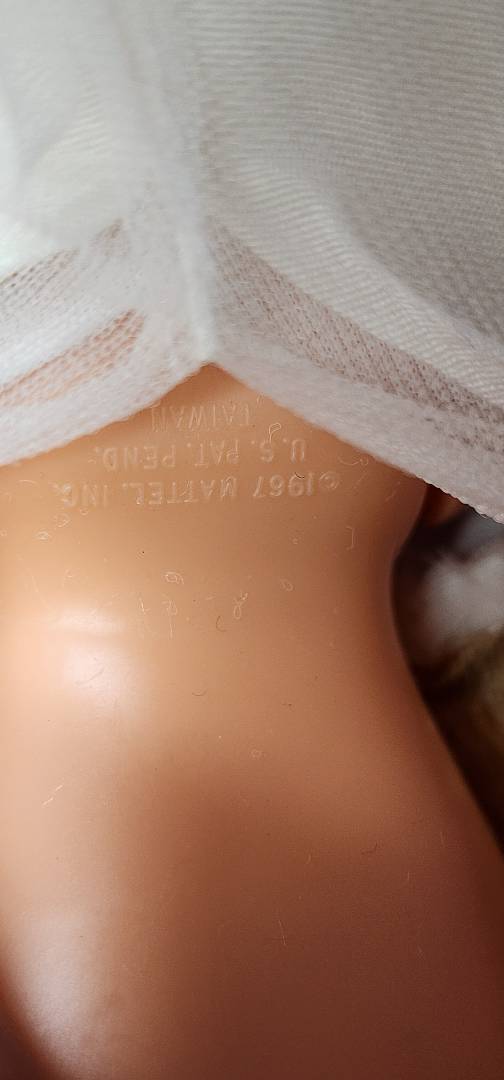 ©1967 MATTEL, INC.
U.S. PAT. PEND.
TAIWAN